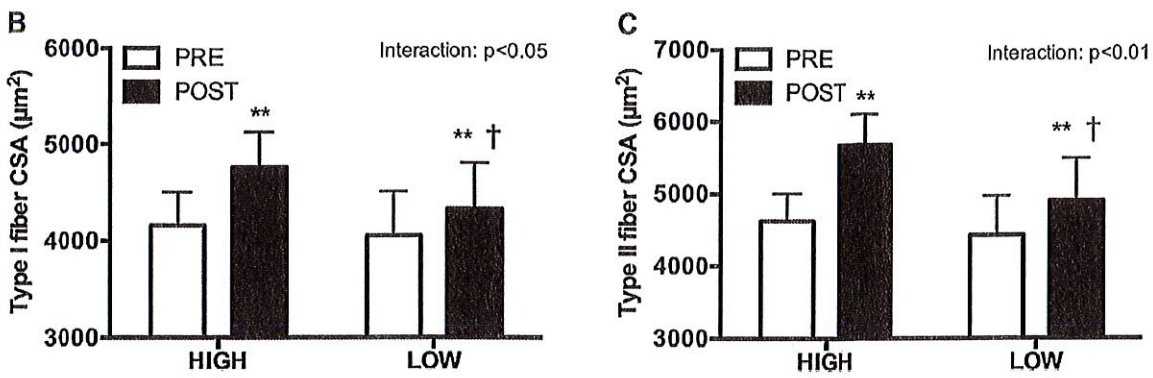 B
Type I fiber CSA (µm²)
6000
5000
4000
3000
PRE
POST
Interaction: p<0.05
**
** †
HIGH
LOW
C
Type II fiber CSA (µm²)
7000
6000
5000
4000
3000
PRE
POST
Interaction: p<0.01
**
** †
HIGH
LOW